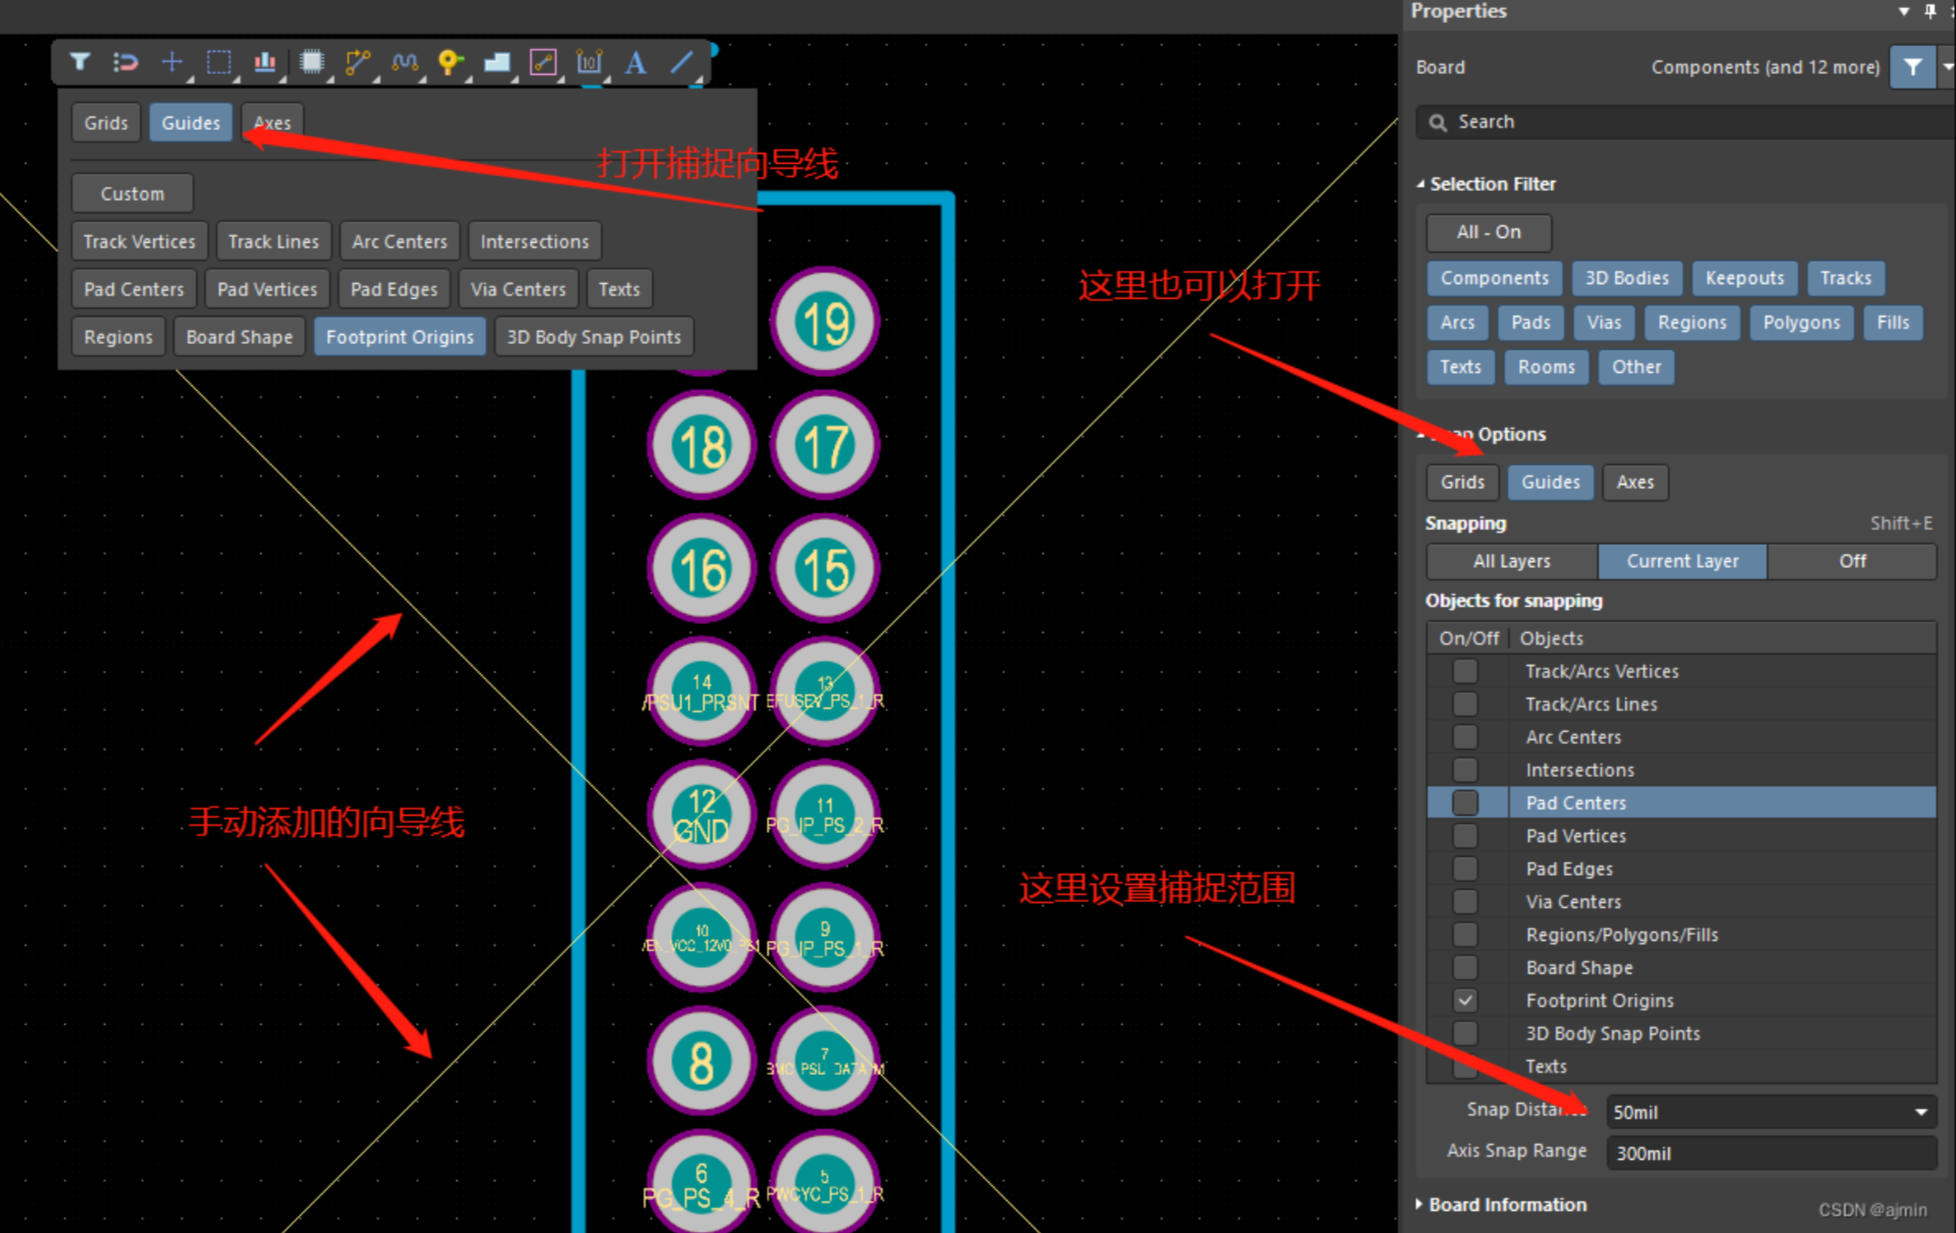 Properties
Board Components (and 12 more)
Search
Grids Guides Axes
打开捕捉向导线
Custom
Track Vertices Track Lines Arc Centers Intersections
Pad Centers Pad Vertices Pad Edges Via Centers Texts
Regions Board Shape Footprint Origins 3D Body Snap Points
这里也可以打开
手动添加的向导线
这里设置捕捉范围
19
18 17
16 15
14 13
/PSU1_PRSNT EFUSEV_PS_1_R
12 11
GND PG_IP_PS_2_R
10 9
PG_IP_PS_1_R
8 7
6 5
PG_PS_4_R PWCYC_PS_1_R
Selection Filter
All - On
Components 3D Bodies Keepouts Tracks
Arcs Pads Vias Regions Polygons Fills
Texts Rooms Other
Snap Options
Grids Guides Axes
Snapping Shift+E
All Layers Current Layer Off
Objects for snapping
On/Off Objects
Track/Arcs Vertices
Track/Arcs Lines
Arc Centers
Intersections
Pad Centers
Pad Vertices
Pad Edges
Via Centers
Regions/Polygons/Fills
Board Shape
Footprint Origins
3D Body Snap Points
Texts
Snap Distance 50mil
Axis Snap Range 300mil
Board Information
CSDN @ajmin